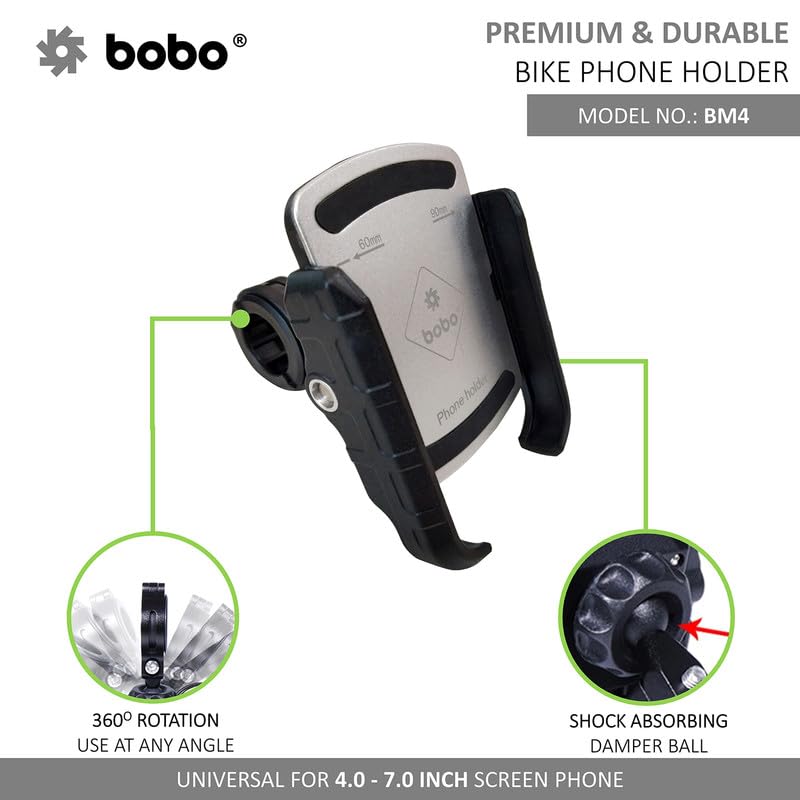 bobo®
PREMIUM & DURABLE
BIKE PHONE HOLDER
MODEL NO.: BM4
90mm
60mm
bobo
Phone holder
360° ROTATION
USE AT ANY ANGLE
SHOCK ABSORBING
DAMPER BALL
UNIVERSAL FOR 4.0 - 7.0 INCH SCREEN PHONE